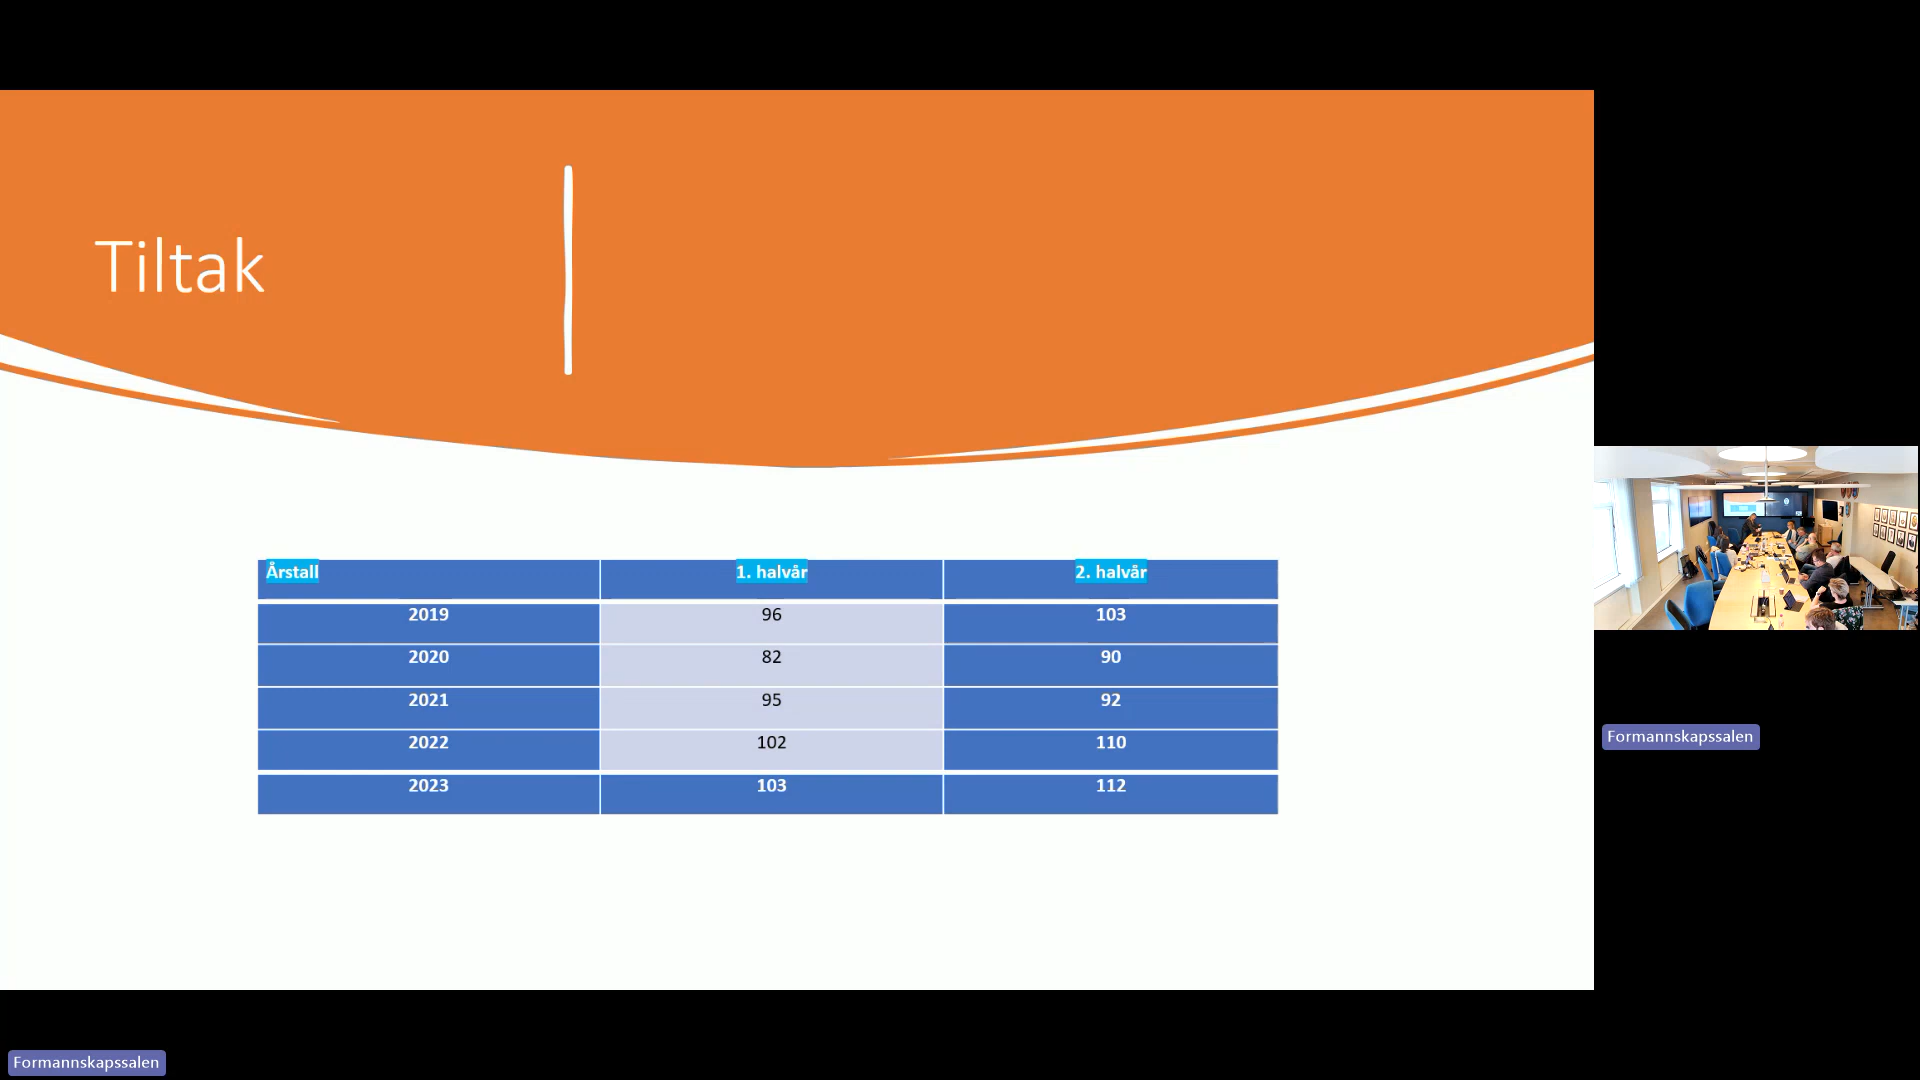 Tiltak
Årstall 1. halvår 2. halvår
2019 96 103
2020 82 90
2021 95 92
2022 102 110
2023 103 112
Formannskapssalen
Formannskapssalen